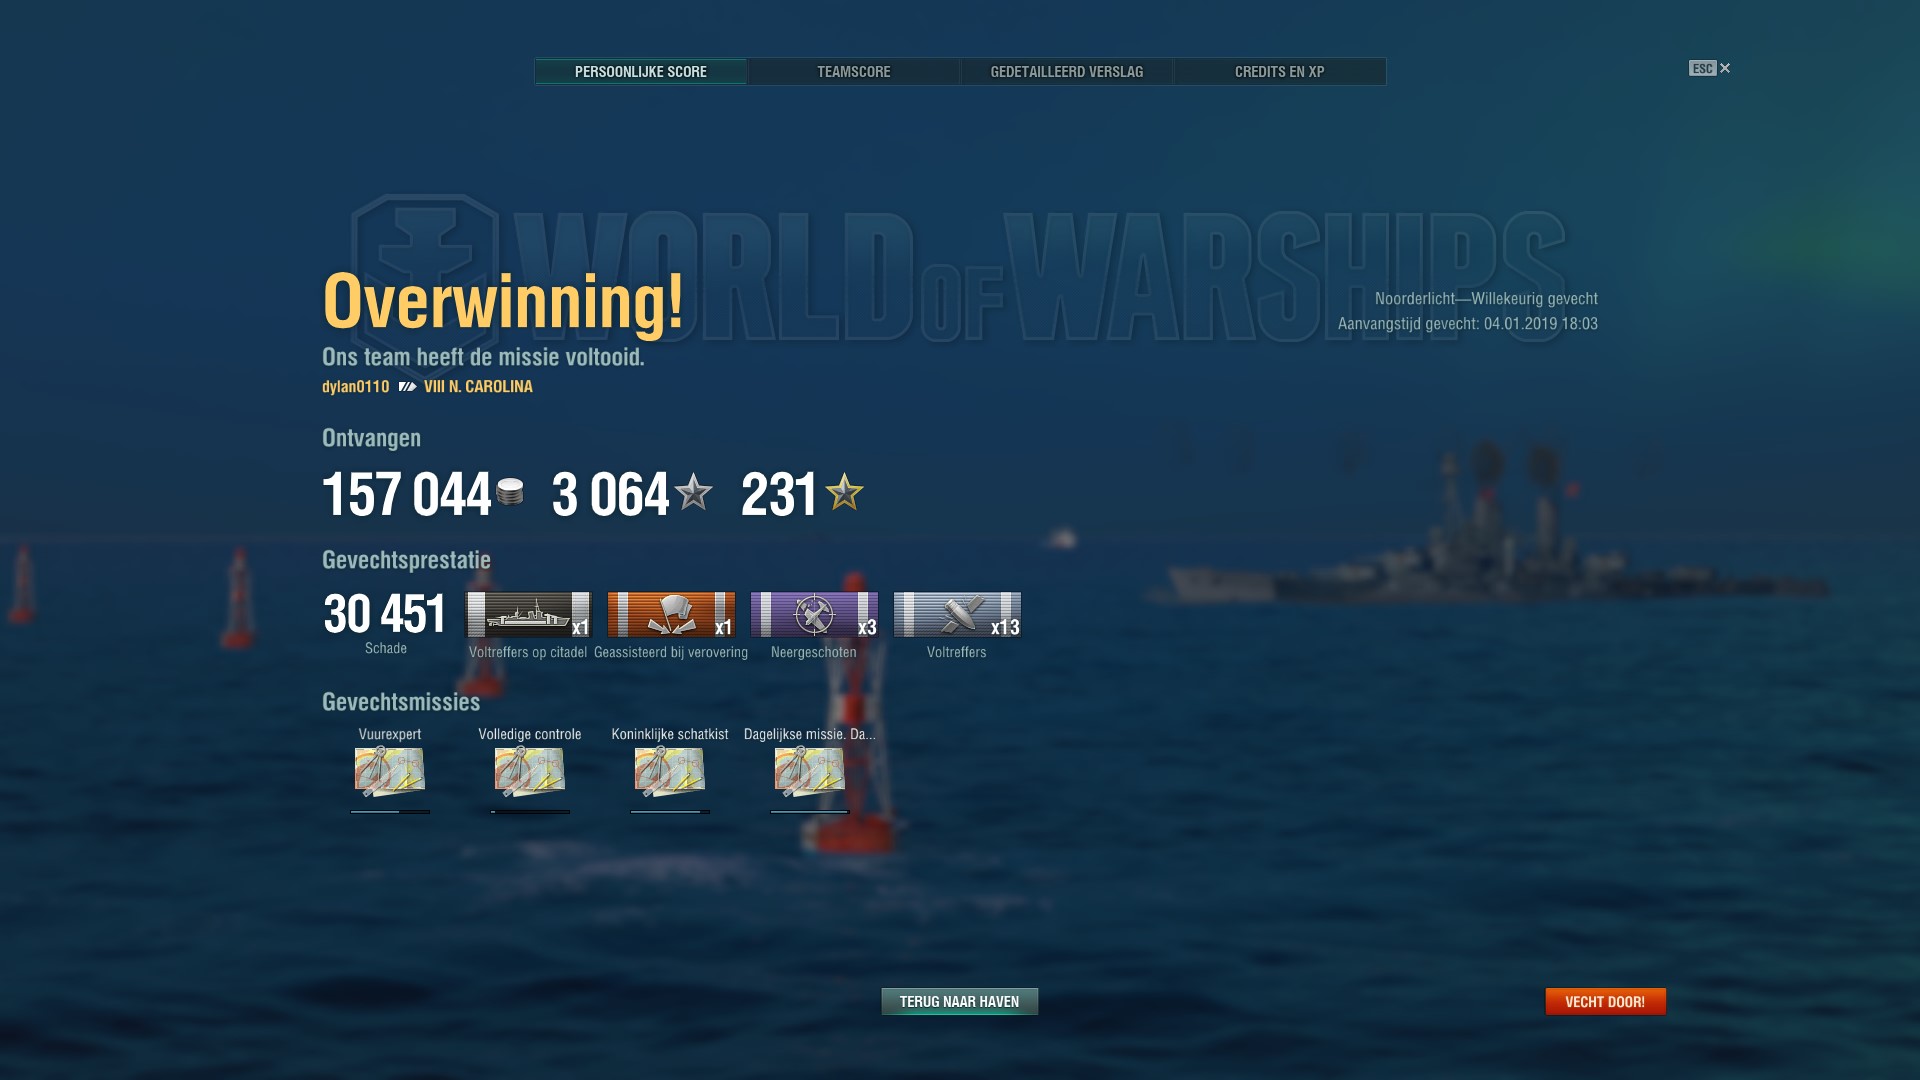 PERSOONLIJKE SCORE
TEAMSCORE
GEDETAILLEERD VERSLAG
CREDITS EN XP
ESC
WORLD OF WARSHIPS
Overwinning!
Noorderlicht—Willekeurig gevecht
Aanvangstijd gevecht: 04.01.2019 18:03
Ons team heeft de missie voltooid.
dylan0110 VIII N. CAROLINA
Ontvangen
157 044 3 064 231
Gevechtsprestatie
30 451 x1 x1 x3 x13
Schade Voltreffers op citadel Geassisteerd bij verovering Neergeschoten Voltreffers
Gevechtsmissies
Vuurexpert Volledige controle Koninklijke schatkist Dagelijkse missie. Da...
TERUG NAAR HAVEN
VECHT DOOR!